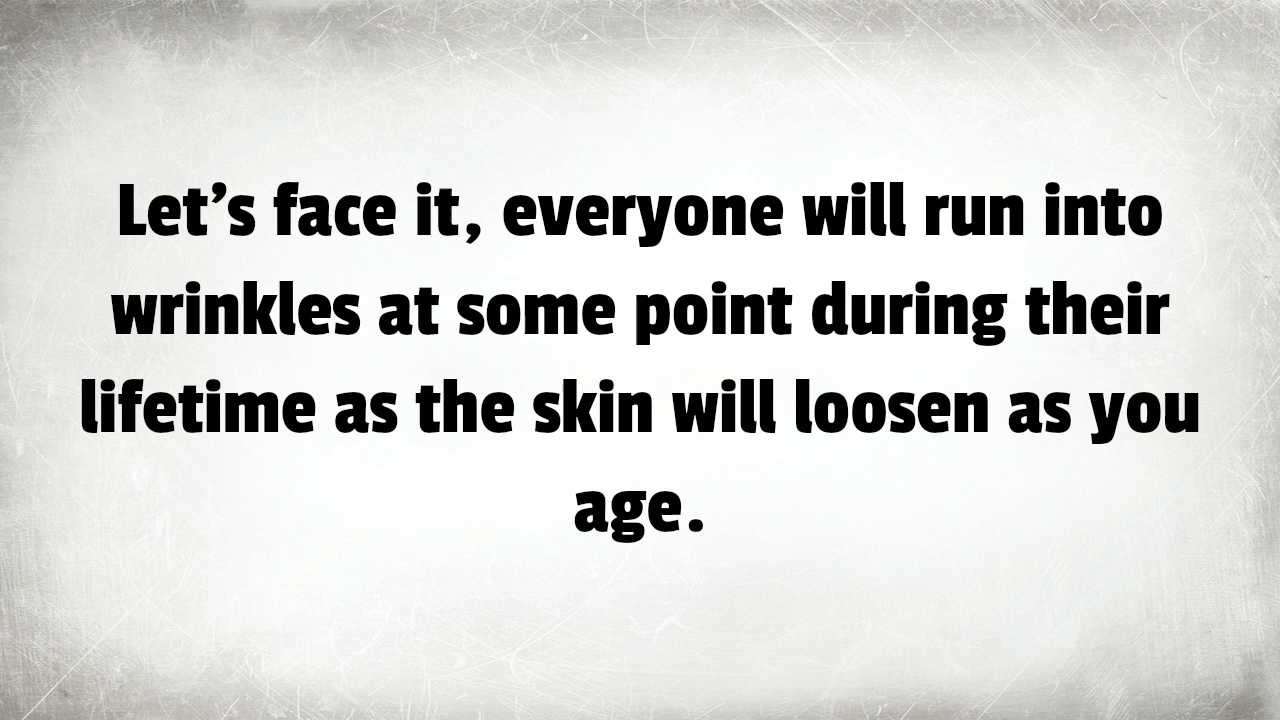 Let’s face it, everyone will run into
wrinkles at some point during their
lifetime as the skin will loosen as you
age.